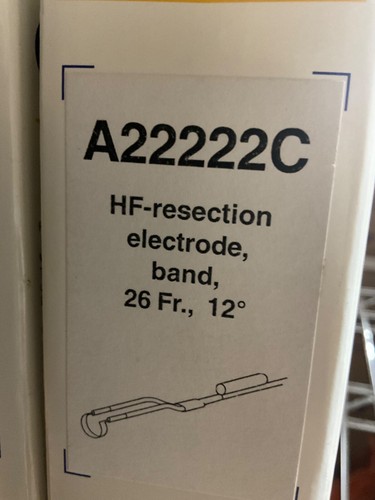 A22222C
HF-resection
electrode,
band,
26 Fr., 12°